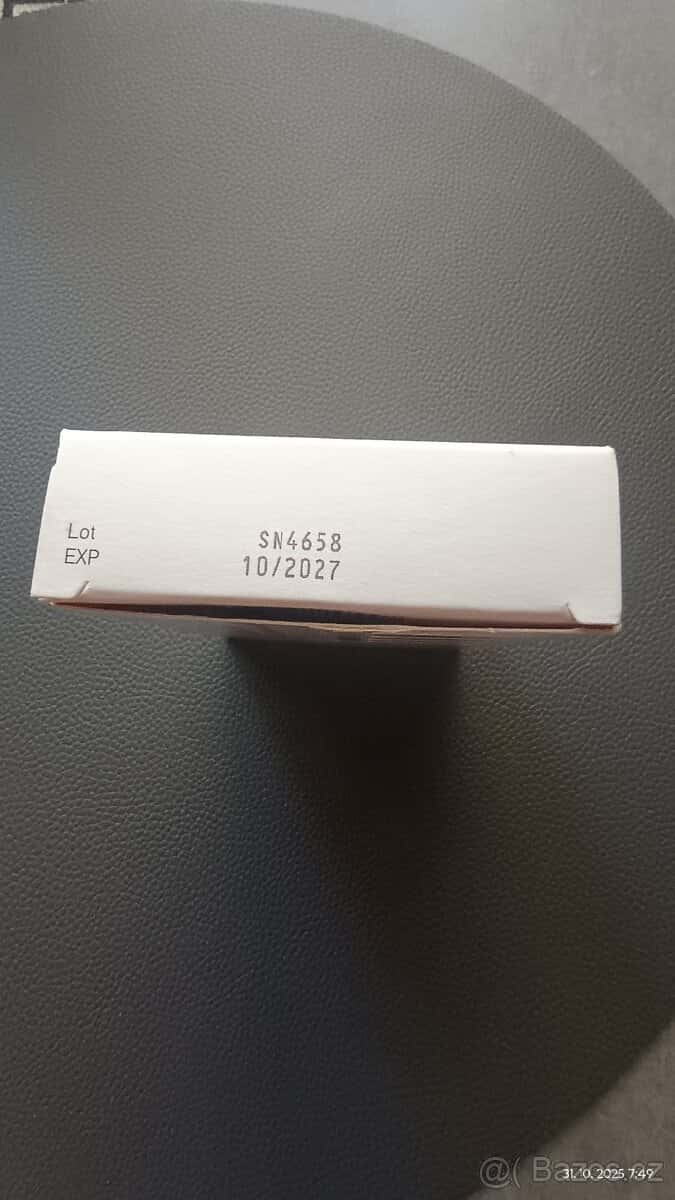 Lot SN4658
EXP 10/2027
31. 10. 2025 7:49
@( Bazos.cz